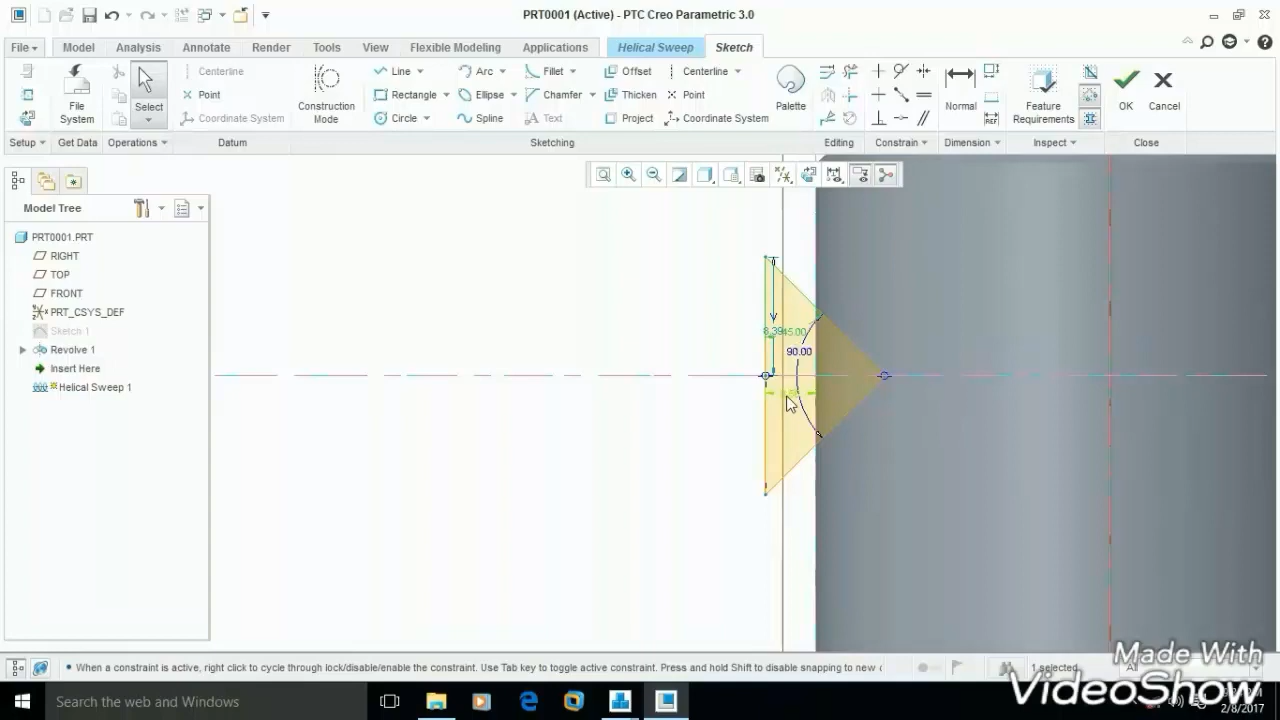 PRT0001 (Active) - PTC Creo Parametric 3.0
File Model Analysis Annotate Render Tools View Flexible Modeling Applications Helical Sweep Sketch
File System
Select
Centerline
Point
Coordinate System
Construction Mode
Line Arc Fillet Offset Centerline
Rectangle Ellipse Chamfer Thicken Point
Circle Spline Text Project Coordinate System
Palette
Normal
Feature Requirements
OK Cancel
Setup Get Data Operations Datum Sketching Editing Constrain Dimension Inspect Close
Model Tree
PRT0001.PRT
RIGHT
TOP
FRONT
PRT_CSYS_DEF
Sketch 1
Revolve 1
Insert Here
Helical Sweep 1
8.39
45.00
90.00
When a constraint is active, right click to cycle through lock/disable/enable the constraint. Use Tab key to toggle active constraint. Press and hold Shift to disable snapping to new c
1 selected
Made With
VideoShow
Search the web and Windows
2/8/2017